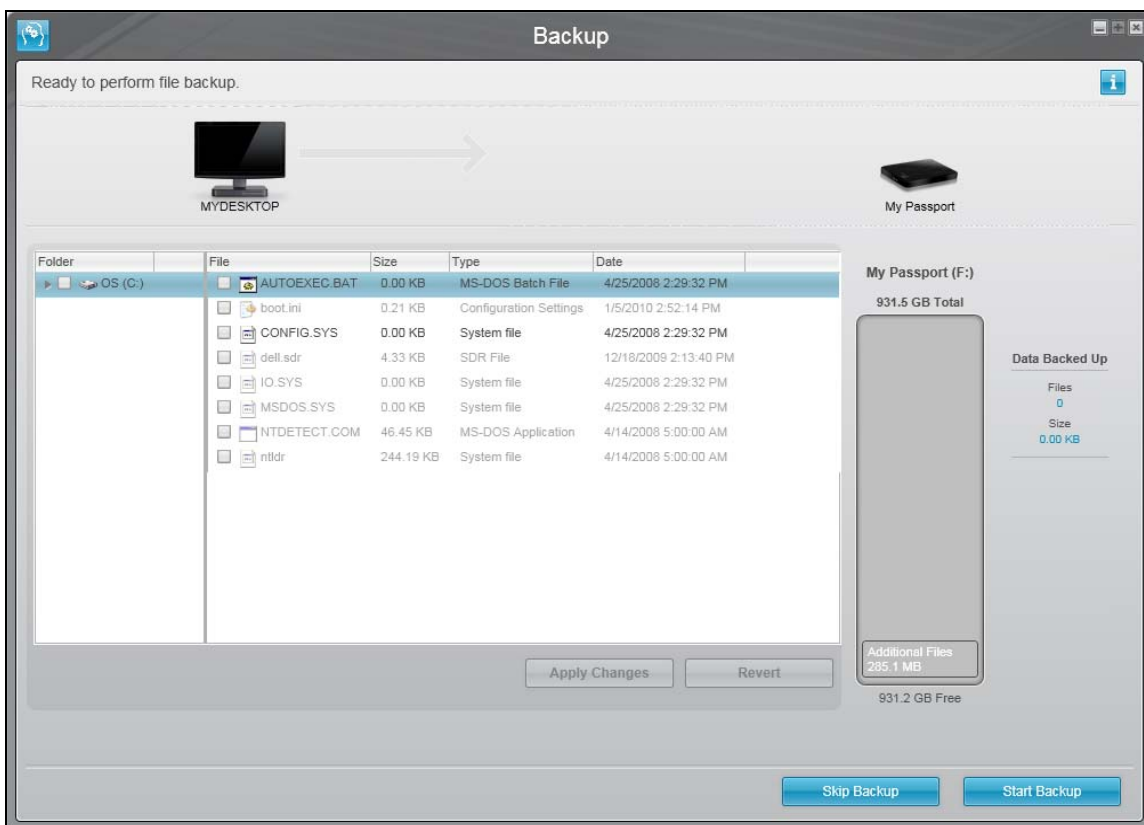 Backup
Ready to perform file backup.
i
MYDESKTOP
My Passport
Folder File Size Type Date
OS (C:) AUTOEXEC.BAT 0.00 KB MS-DOS Batch File 4/25/2008 2:29:32 PM
boot.ini 0.21 KB Configuration Settings 1/5/2010 2:52:14 PM
CONFIG.SYS 0.00 KB System file 4/25/2008 2:29:32 PM
dell.sdr 4.33 KB SDR File 12/18/2009 2:13:40 PM
IO.SYS 0.00 KB System file 4/25/2008 2:29:32 PM
MSDOS.SYS 0.00 KB System file 4/25/2008 2:29:32 PM
NTDETECT.COM 46.45 KB MS-DOS Application 4/14/2008 5:00:00 AM
ntldr 244.19 KB System file 4/14/2008 5:00:00 AM
Apply Changes Revert
My Passport (F:)
931.5 GB Total
Additional Files
285.1 MB
931.2 GB Free
Data Backed Up
Files
0
Size
0.00 KB
Skip Backup Start Backup